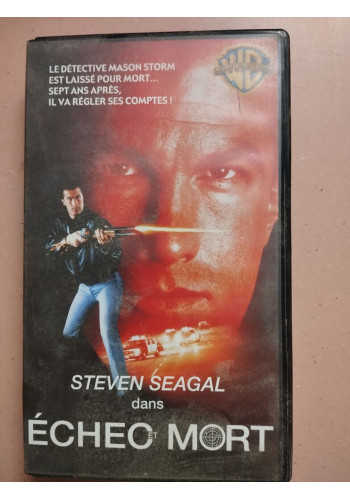 LE DÉTECTIVE MASON STORM
EST LAISSÉ POUR MORT...
SEPT ANS APRÈS,
IL VA RÉGLER SES COMPTES !
STEVEN SEAGAL
dans
ÉCHEC ET MORT